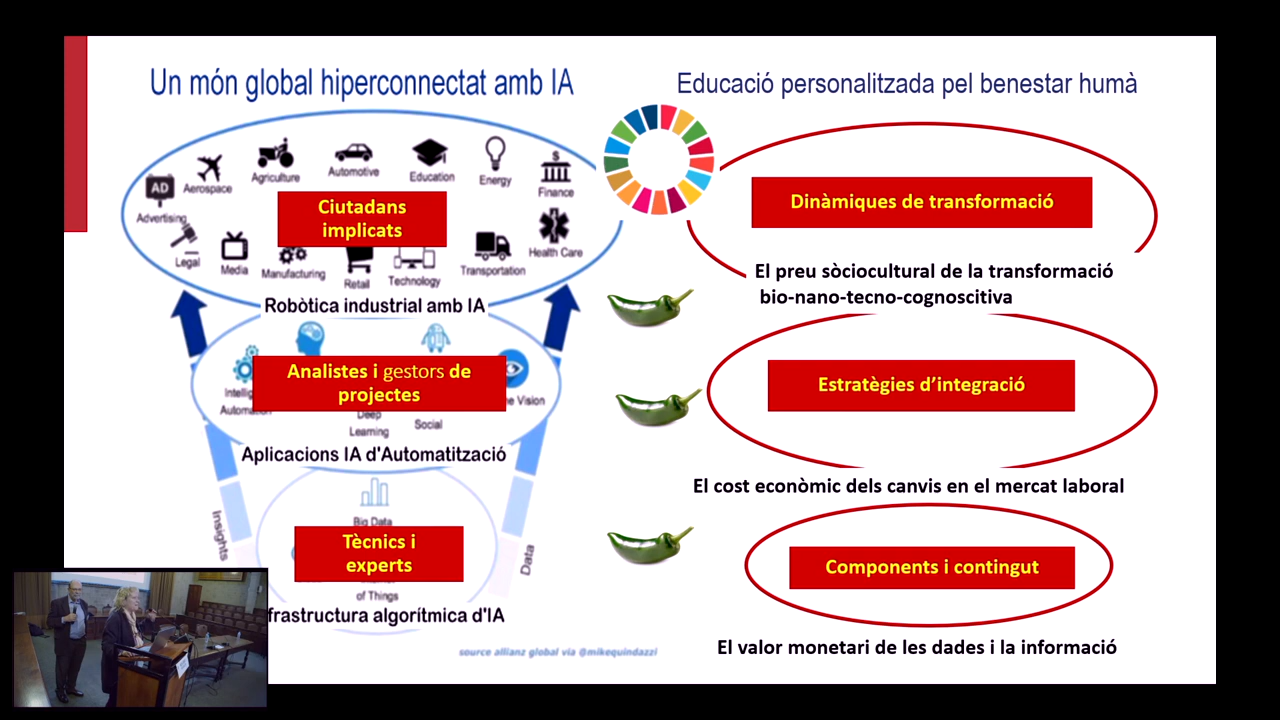 Un món global hiperconnectat amb IA
Educació personalitzada pel benestar humà
AD
Advertising
Aerospace
Agriculture
Automotive
Education
Energy
$
Finance
Legal
Media
Manufacturing
Retail
Technology
Transportation
Health Care
Ciutadans
implicats
Robòtica industrial amb IA
Analistes i gestors de
projectes
Deep
Learning
Social
Vision
Aplicacions IA d'Automatització
Big Data
Insights
Data
Tècnics i
experts
of Things
frastructura algorítmica d'IA
source allianz global via @mikequindazzi
Dinàmiques de transformació
El preu sòciocultural de la transformació
bio-nano-tecno-cognoscitiva
Estratègies d'integració
El cost econòmic dels canvis en el mercat laboral
Components i contingut
El valor monetari de les dades i la informació